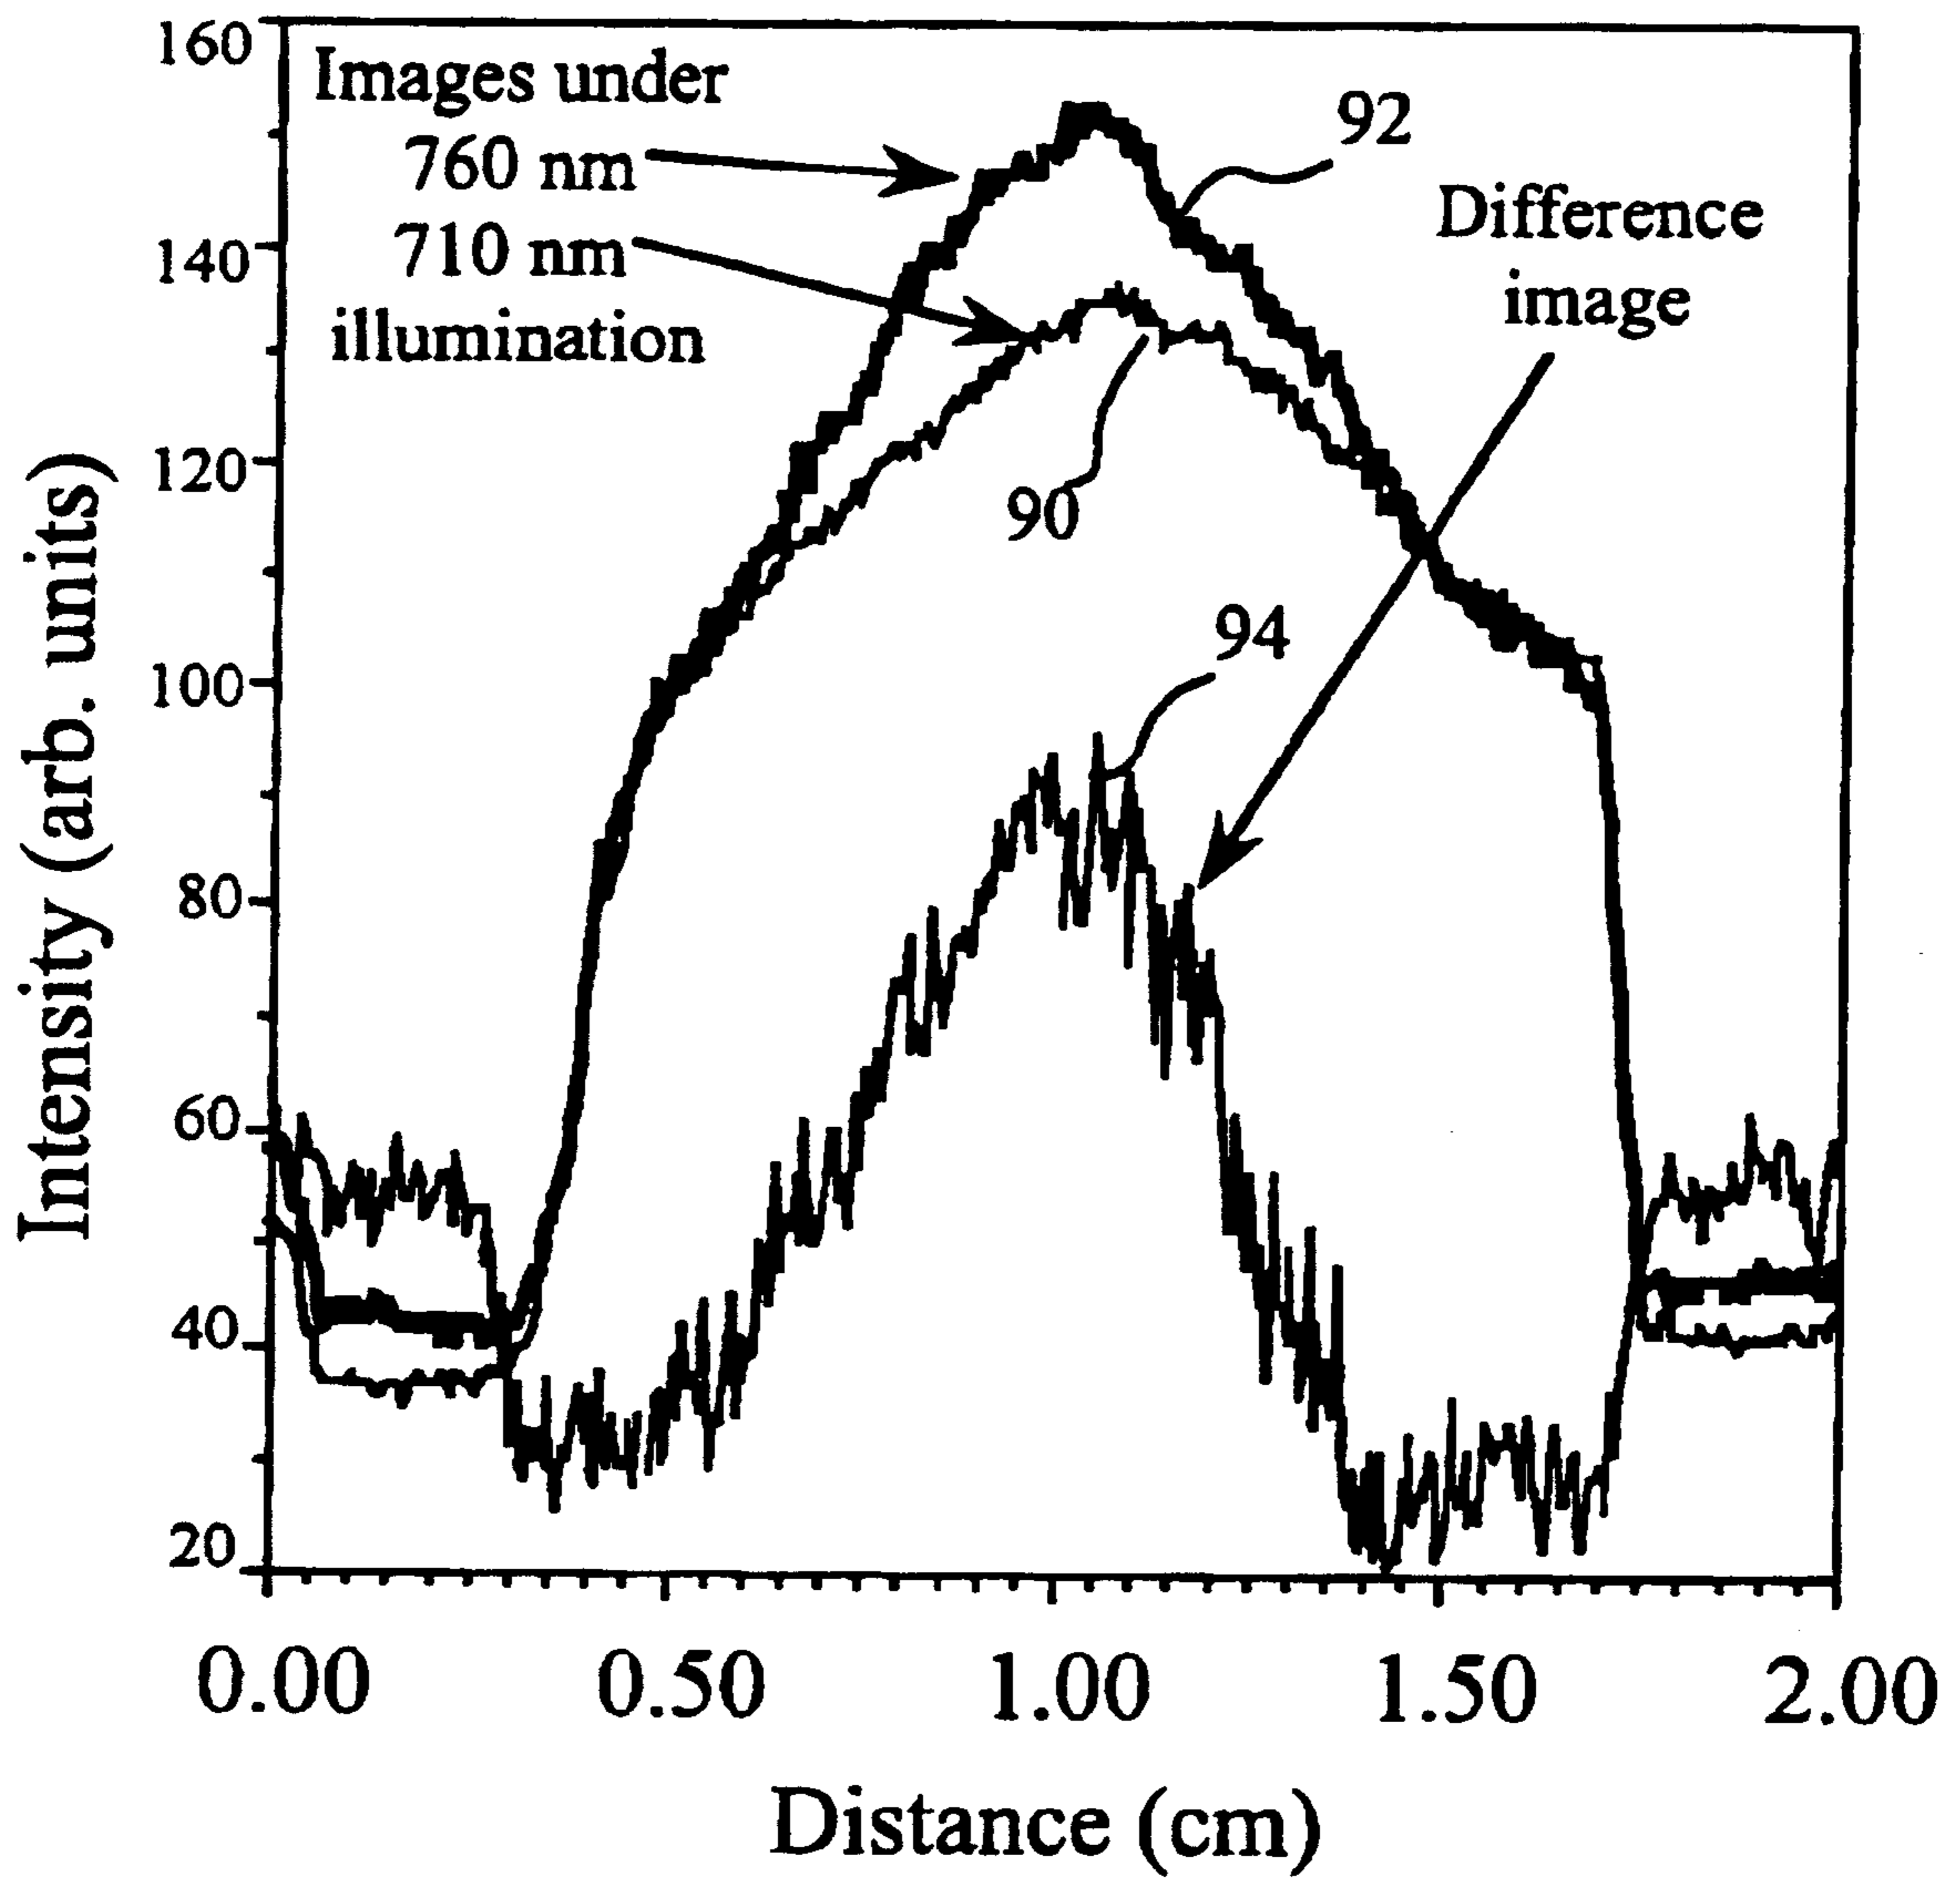 160
Images under
92
760 nm
Difference
710 nm
140
image
illumination
120
90
94
100
80
60
40
20
Intensity (arb. units)
0.00 0.50 1.00 1.50 2.00
Distance (cm)